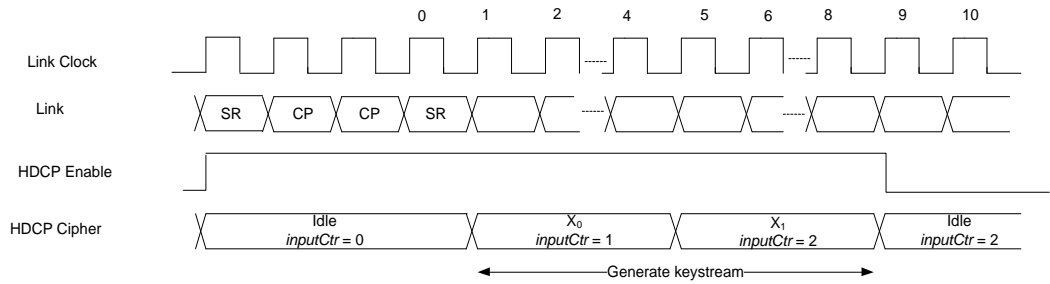 0 1 2 4 5 6 8 9 10
Link Clock
Link SR CP CP SR
HDCP Enable
HDCP Cipher
Idle X₀ X₁ Idle
inputCtr = 0 inputCtr = 1 inputCtr = 2 inputCtr = 2
Generate keystream